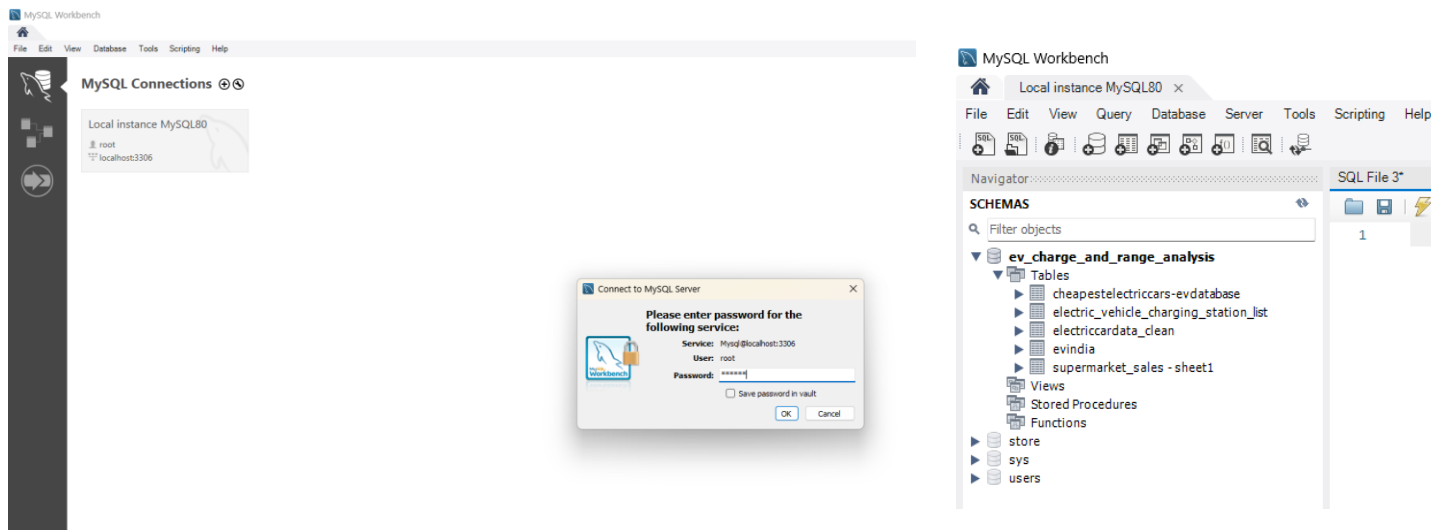 MySQL Workbench
File Edit View Database Tools Scripting Help
MySQL Connections
Local instance MySQL80
root
localhost:3306
Connect to MySQL Server
Please enter password for the
following service:
Service: Mysql@localhost:3306
User: root
Password: ******
Save password in vault
OK Cancel
MySQL
Workbench
MySQL Workbench
Local instance MySQL80
File Edit View Query Database Server Tools Scripting Help
SQL SQL
Navigator
SQL File 3*
SCHEMAS
Filter objects
1
ev_charge_and_range_analysis
Tables
cheapestelectriccars-evdatabase
electric_vehicle_charging_station_list
electriccardata_clean
evindia
supermarket_sales - sheet1
Views
Stored Procedures
Functions
store
sys
users